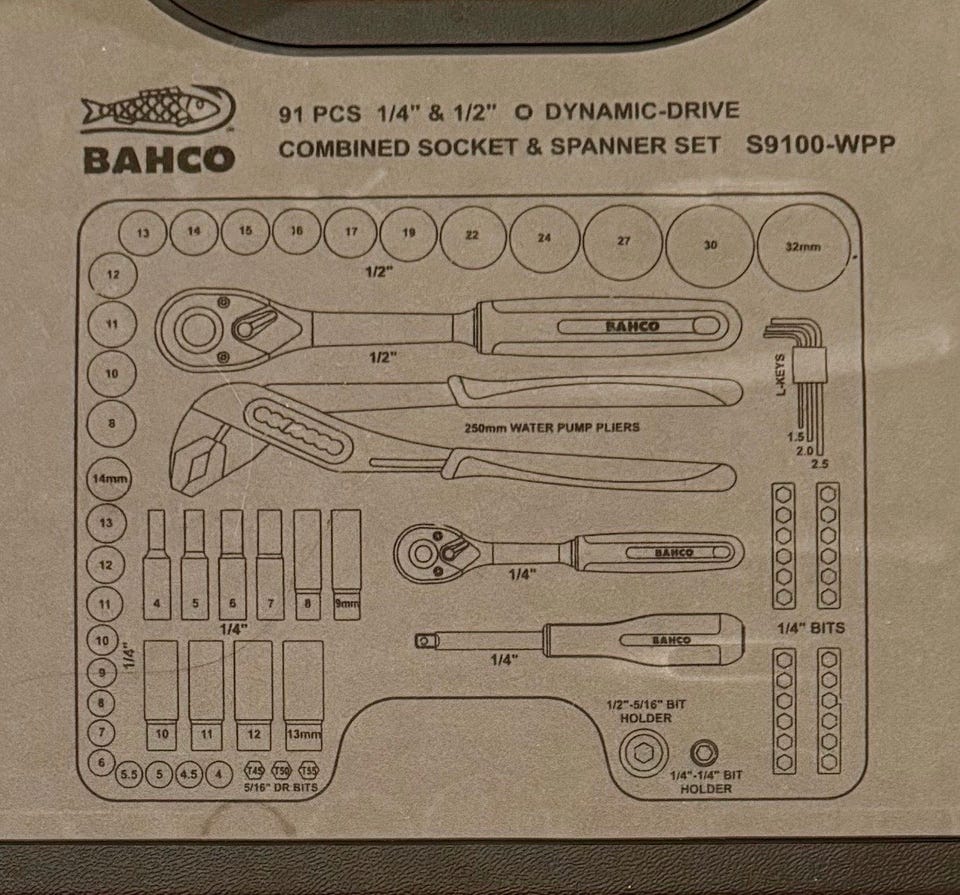 BAHCO
91 PCS 1/4" & 1/2" DYNAMIC-DRIVE
COMBINED SOCKET & SPANNER SET S9100-WPP
13 14 15 16 17 19 22 24 27 30 32mm
1/2"
12
11
10
8
14mm
13
12
11
10
9
8
7
6
5.5 5 4.5 4
1/4"
BAHCO
1/2"
250mm WATER PUMP PLIERS
L-KEYS
1.5
2.0
2.5
4 5 6 7 8 9mm
1/4"
10 11 12 13mm
T45 T50 T55
5/16" DR BITS
BAHCO
1/4"
BAHCO
1/4"
1/4" BITS
1/2"-5/16" BIT
HOLDER
1/4"-1/4" BIT
HOLDER